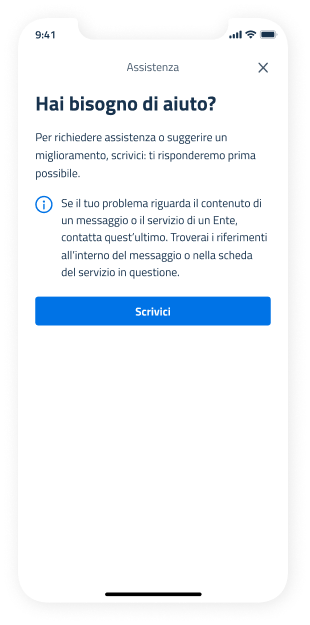 9:41
Assistenza
Hai bisogno di aiuto?
Per richiedere assistenza o suggerire un
miglioramento, scrivici: ti risponderemo prima
possibile.
Se il tuo problema riguarda il contenuto di
un messaggio o il servizio di un Ente,
contatta quest'ultimo. Troverai i riferimenti
all'interno del messaggio o nella scheda
del servizio in questione.
Scrivici